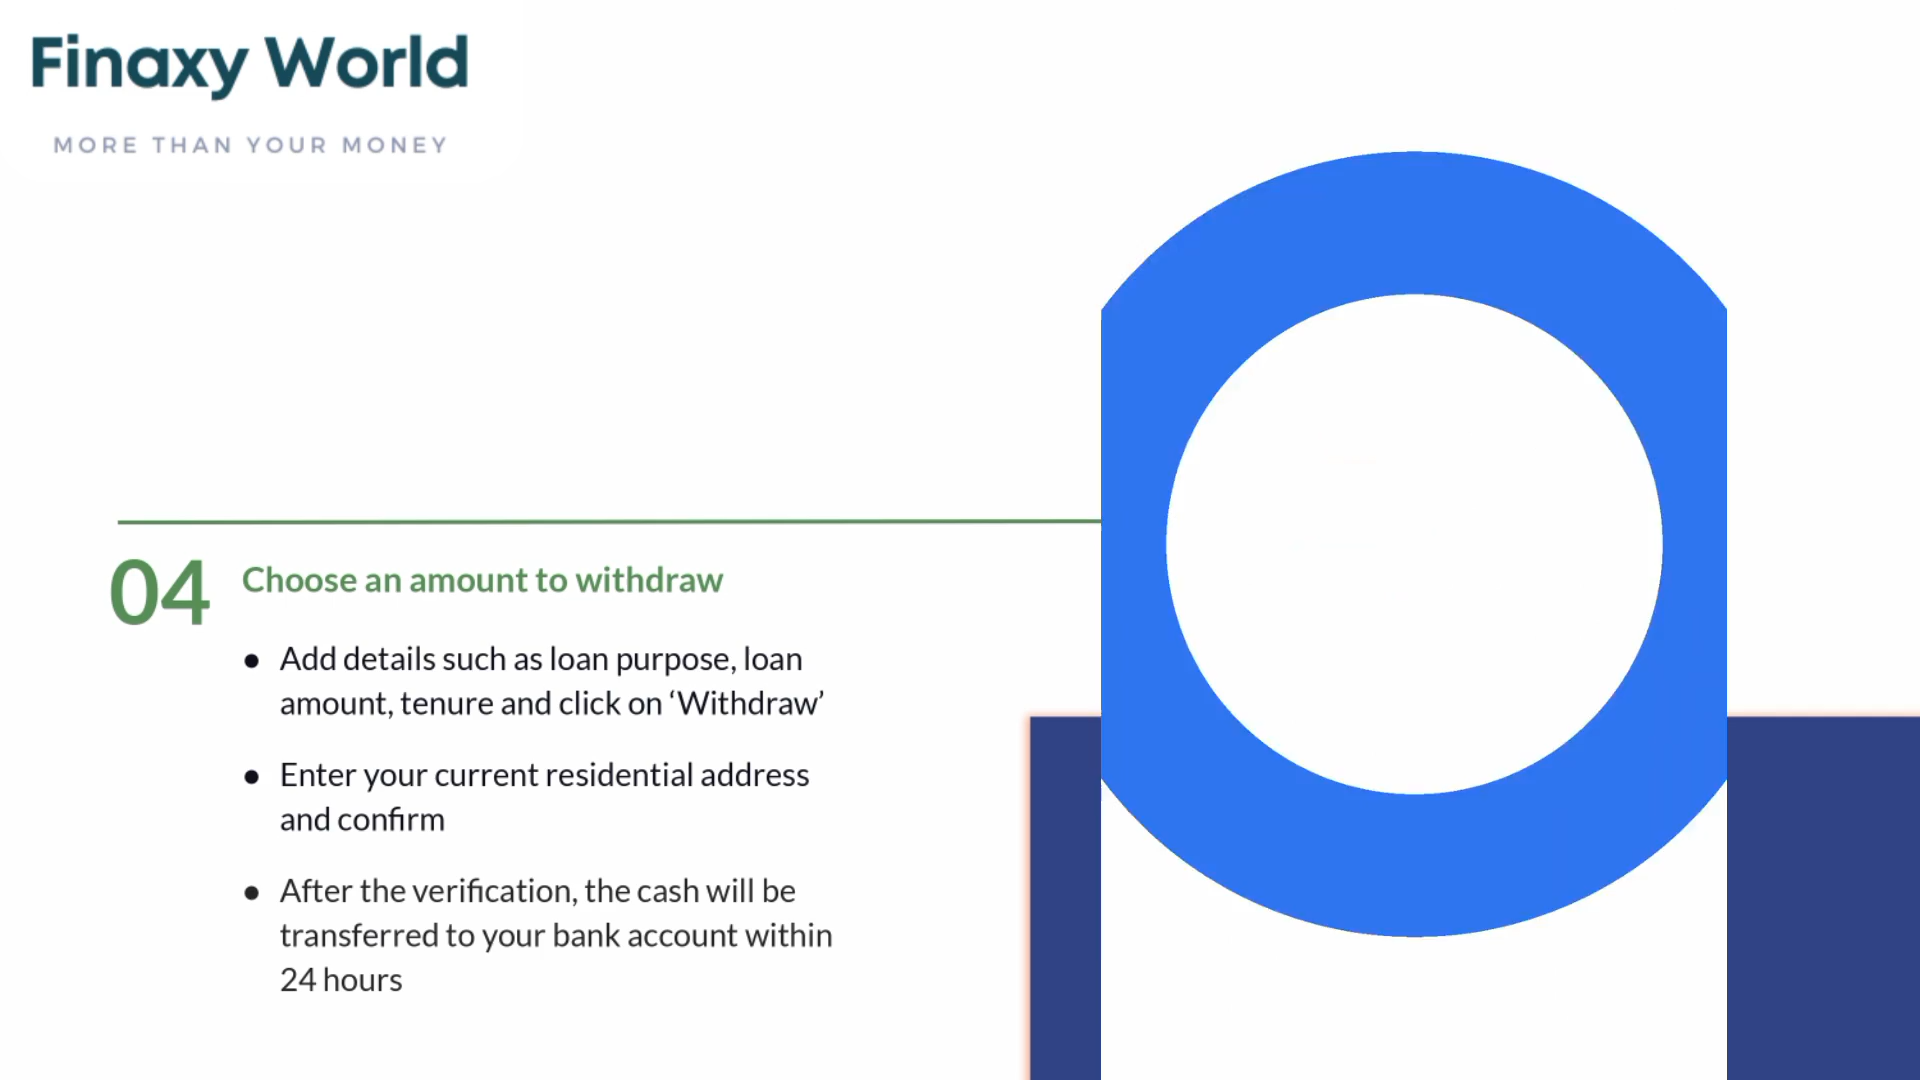 Finaxy World
MORE THAN YOUR MONEY
04
Choose an amount to withdraw
● Add details such as loan purpose, loan
amount, tenure and click on ‘Withdraw’
● Enter your current residential address
and confirm
● After the verification, the cash will be
transferred to your bank account within
24 hours